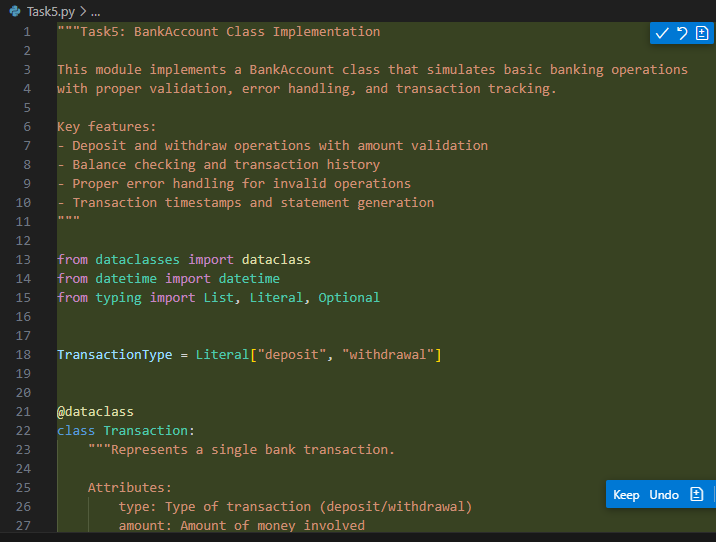 Task5.py > ...
1 """Task5: BankAccount Class Implementation
2
3 This module implements a BankAccount class that simulates basic banking operations
4 with proper validation, error handling, and transaction tracking.
5
6 Key features:
7 - Deposit and withdraw operations with amount validation
8 - Balance checking and transaction history
9 - Proper error handling for invalid operations
10 - Transaction timestamps and statement generation
11 """
12
13 from dataclasses import dataclass
14 from datetime import datetime
15 from typing import List, Literal, Optional
16
17
18 TransactionType = Literal["deposit", "withdrawal"]
19
20
21 @dataclass
22 class Transaction:
23     """Represents a single bank transaction.
24
25     Attributes:
Keep Undo
26         type: Type of transaction (deposit/withdrawal)
27         amount: Amount of money involved